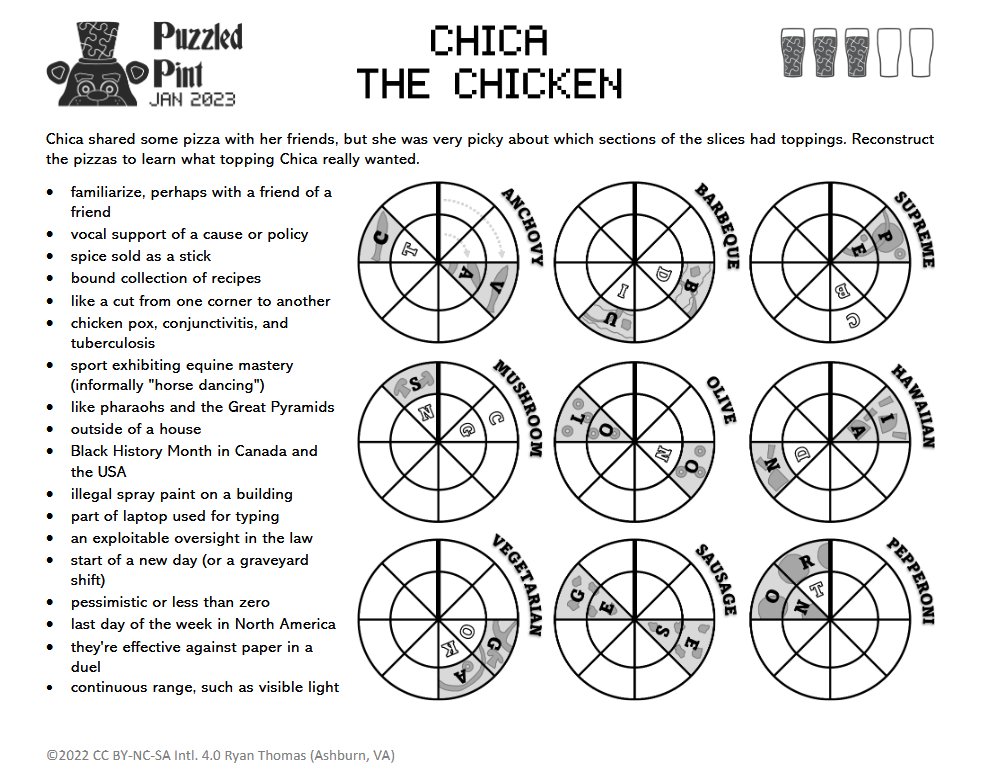 Puzzled
Pint
JAN 2023
CHICA
THE CHICKEN
Chica shared some pizza with her friends, but she was very picky about which sections of the slices had toppings. Reconstruct
the pizzas to learn what topping Chica really wanted.
• familiarize, perhaps with a friend of a
friend
• vocal support of a cause or policy
• spice sold as a stick
• bound collection of recipes
• like a cut from one corner to another
• chicken pox, conjunctivitis, and
tuberculosis
• sport exhibiting equine mastery
(informally "horse dancing")
• like pharaohs and the Great Pyramids
• outside of a house
• Black History Month in Canada and
the USA
• illegal spray paint on a building
• part of laptop used for typing
• an exploitable oversight in the law
• start of a new day (or a graveyard
shift)
• pessimistic or less than zero
• last day of the week in North America
• they're effective against paper in a
duel
• continuous range, such as visible light
ANCHOVY
C
T
A
V
BARBEQUE
D
B
I
U
SUPREME
P
E
B
C
MUSHROOM
S
N
G
C
OLIVE
L
O
N
O
HAWAIIAN
I
A
D
N
VEGETARIAN
O
G
K
A
SAUSAGE
G
E
S
E
PEPPERONI
R
O
T
N
©2022 CC BY-NC-SA Intl. 4.0 Ryan Thomas (Ashburn, VA)